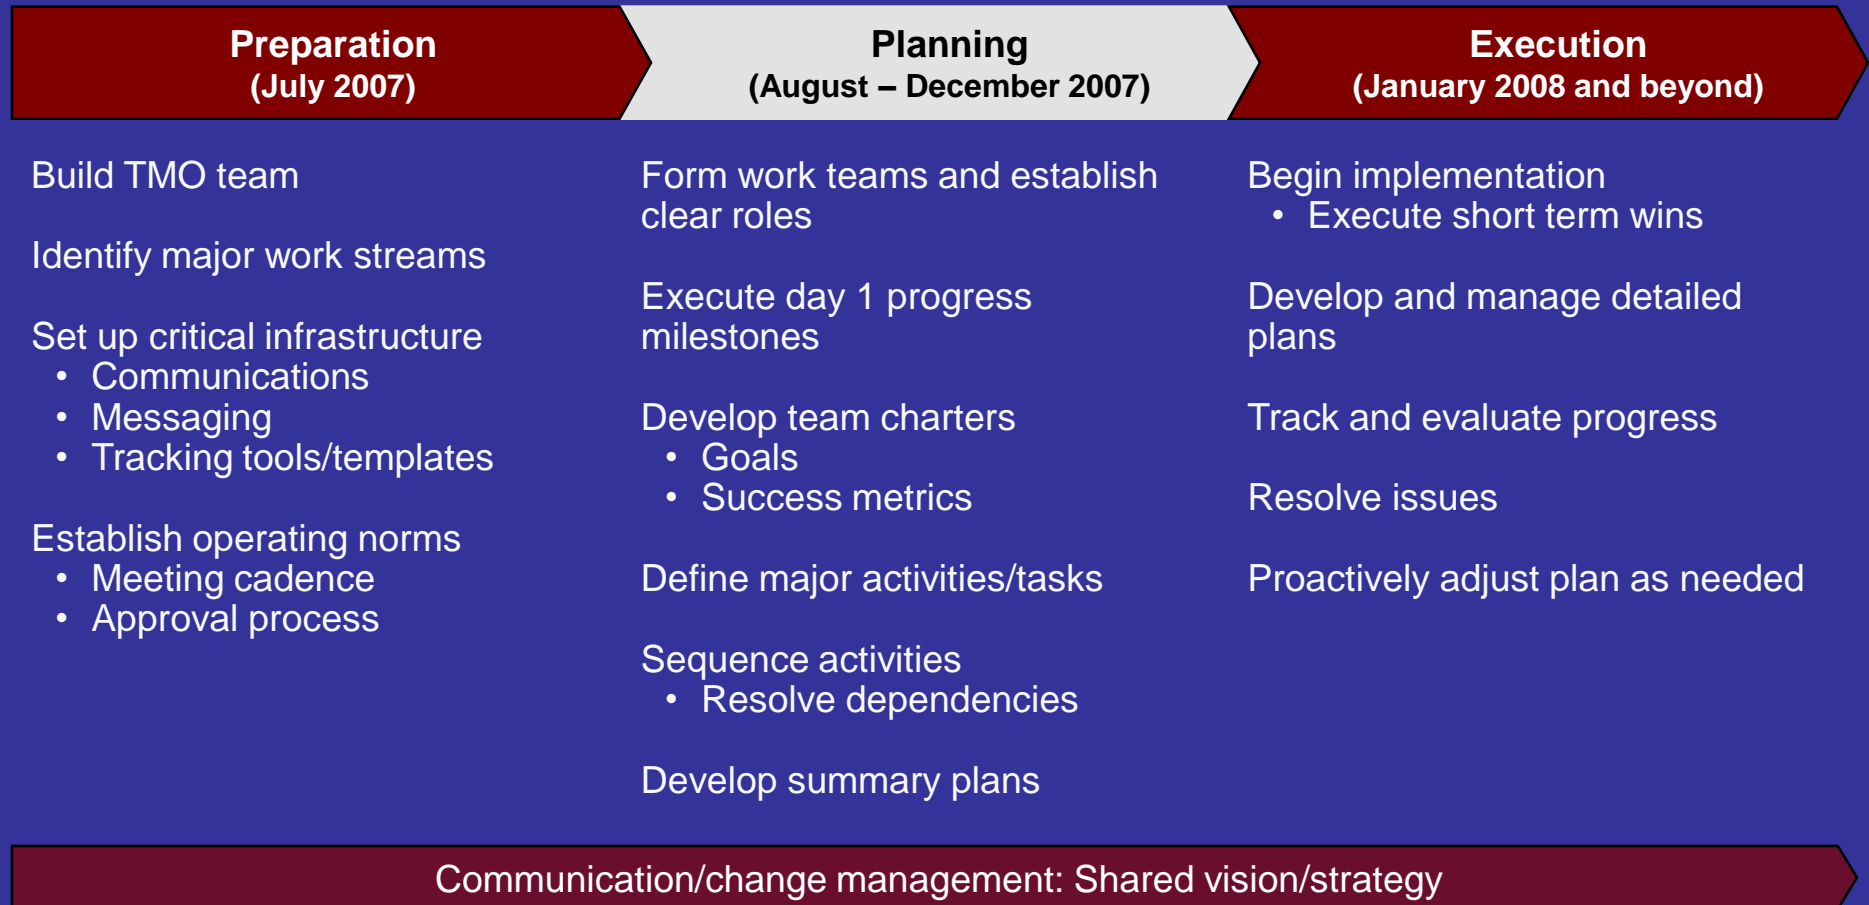 Preparation
(July 2007)
Planning
(August – December 2007)
Execution
(January 2008 and beyond)
Build TMO team
Identify major work streams
Set up critical infrastructure
• Communications
• Messaging
• Tracking tools/templates
Establish operating norms
• Meeting cadence
• Approval process
Form work teams and establish
clear roles
Execute day 1 progress
milestones
Develop team charters
• Goals
• Success metrics
Define major activities/tasks
Sequence activities
• Resolve dependencies
Develop summary plans
Begin implementation
• Execute short term wins
Develop and manage detailed
plans
Track and evaluate progress
Resolve issues
Proactively adjust plan as needed
Communication/change management: Shared vision/strategy